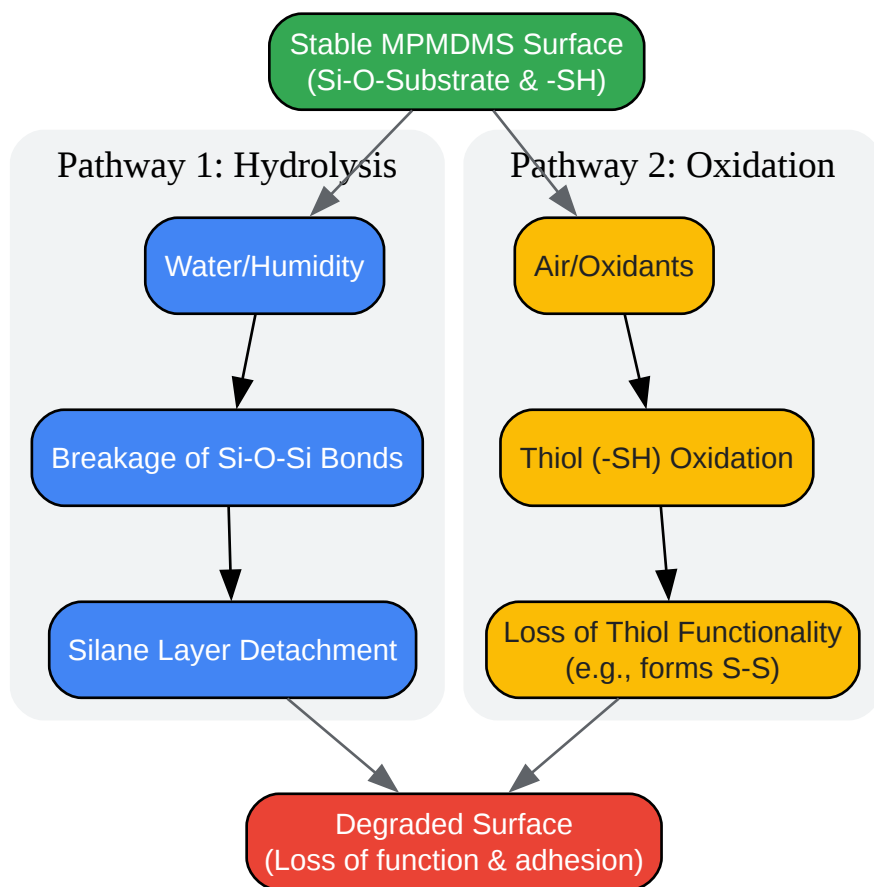 Stable MPMDMS Surface
(Si-O-Substrate & -SH)
Pathway 1: Hydrolysis
Water/Humidity
Breakage of Si-O-Si Bonds
Silane Layer Detachment
Pathway 2: Oxidation
Air/Oxidants
Thiol (-SH) Oxidation
Loss of Thiol Functionality
(e.g., forms S-S)
Degraded Surface
(Loss of function & adhesion)